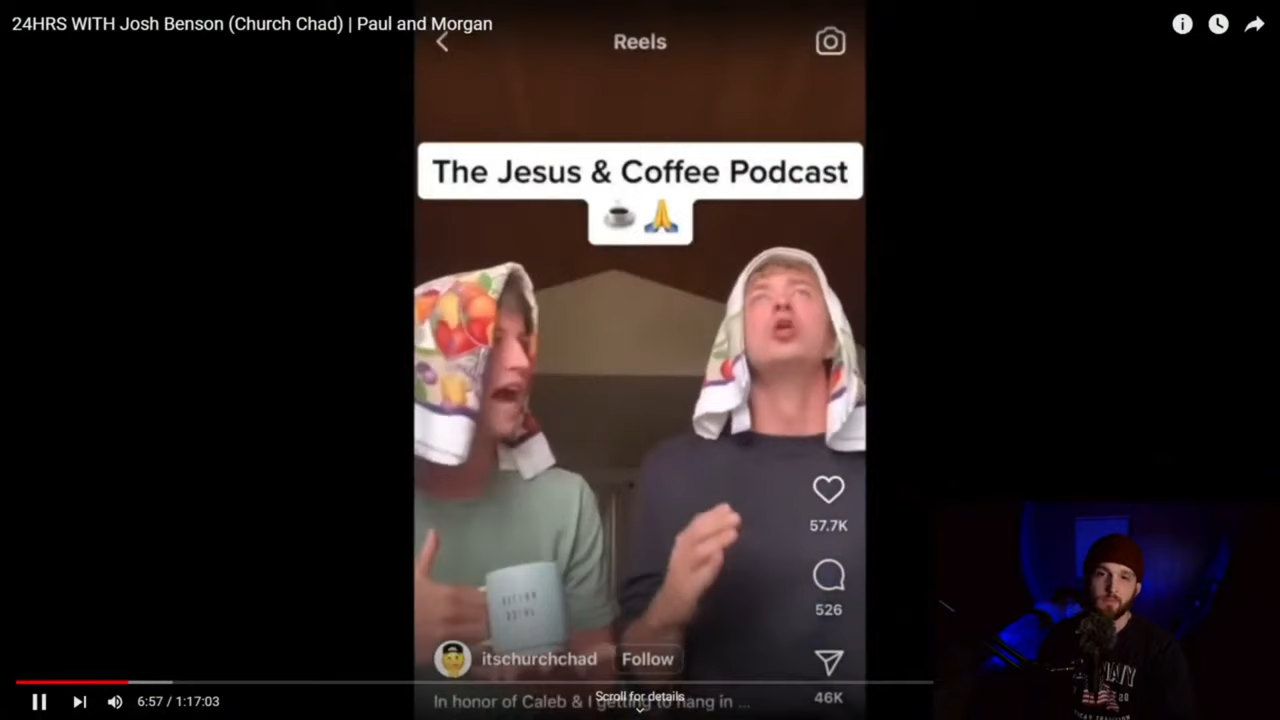 24HRS WITH Josh Benson (Church Chad) | Paul and Morgan
Reels
The Jesus & Coffee Podcast
☕🙏
57.7K
526
itschurchchad
Follow
46K
In honor of Caleb & I getting to hang in ...
Scroll for details
6:57 / 1:17:03